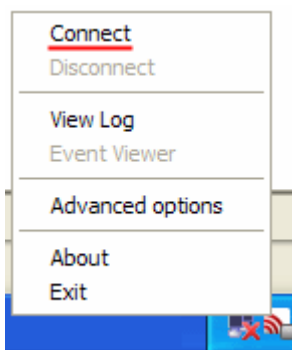 Connect
Disconnect
View Log
Event Viewer
Advanced options
About
Exit